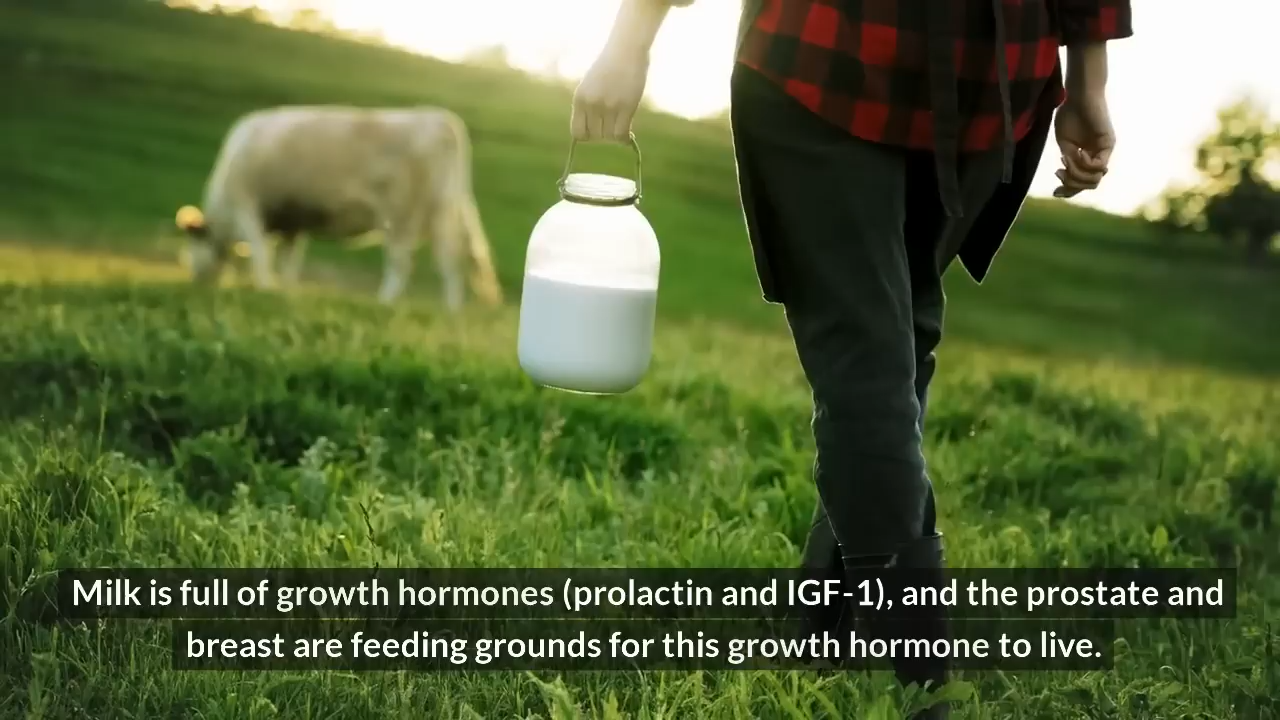 Milk is full of growth hormones (prolactin and IGF-1), and the prostate and
breast are feeding grounds for this growth hormone to live.